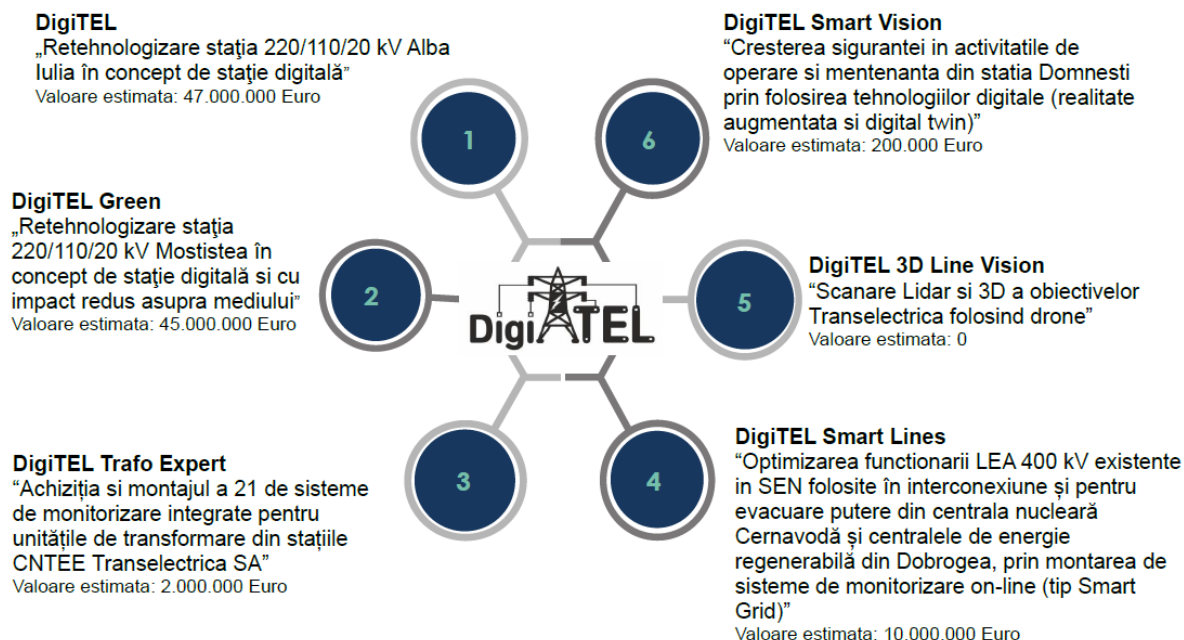 DigiTEL
„Retehnologizare staţia 220/110/20 kV Alba
Iulia în concept de staţie digitală”
Valoare estimata: 47.000.000 Euro
1
DigiTEL Green
„Retehnologizare staţia
220/110/20 kV Mostistea în
concept de staţie digitală si cu
impact redus asupra mediului”
Valoare estimata: 45.000.000 Euro
2
DigiTEL Trafo Expert
“Achiziția si montajul a 21 de sisteme
de monitorizare integrate pentru
unitățile de transformare din stațiile
CNTEE Transelectrica SA”
Valoare estimata: 2.000.000 Euro
3
DigiTEL
DigiTEL Smart Lines
“Optimizarea functionarii LEA 400 kV existente
in SEN folosite în interconexiune și pentru
evacuare putere din centrala nucleară
Cernavodă și centralele de energie
regenerabilă din Dobrogea, prin montarea de
sisteme de monitorizare on-line (tip Smart
Grid)”
Valoare estimata: 10.000.000 Euro
4
DigiTEL 3D Line Vision
“Scanare Lidar si 3D a obiectivelor
Transelectrica folosind drone”
Valoare estimata: 0
5
DigiTEL Smart Vision
“Cresterea sigurantei in activitatile de
operare si mentenanta din statia Domnesti
prin folosirea tehnologiilor digitale (realitate
augmentata si digital twin)”
Valoare estimata: 200.000 Euro
6